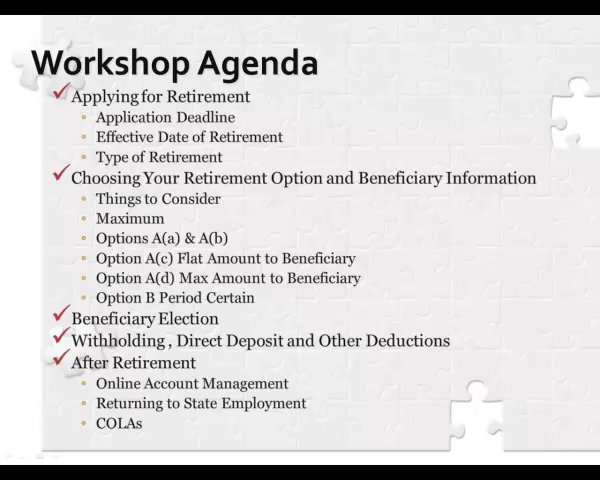 Workshop Agenda
Applying for Retirement
Application Deadline
Effective Date of Retirement
Type of Retirement
Choosing Your Retirement Option and Beneficiary Information
Things to Consider
Maximum
Options A(a) & A(b)
Option A(c) Flat Amount to Beneficiary
Option A(d) Max Amount to Beneficiary
Option B Period Certain
Beneficiary Election
Withholding , Direct Deposit and Other Deductions
After Retirement
Online Account Management
Returning to State Employment
COLAs